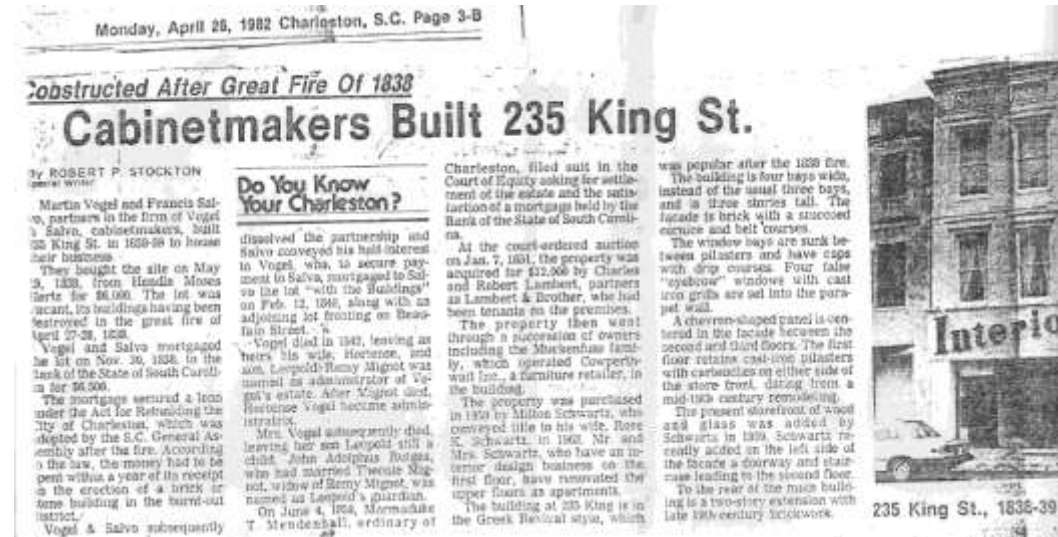 Monday, April 26, 1982 Charleston, S.C. Page 3-B
Constructed After Great Fire Of 1838
Cabinetmakers Built 235 King St.
By ROBERT P. STOCKTON
Special Writer
Martin Vogel and Francis Sal-
vo, partners in the firm of Vogel
& Salvo, cabinetmakers, built
235 King St. in 1838-39 to house
their business.
They bought the site on May
1838, from Hendie Moses
for $6,000. The lot was
vacant, its buildings having been
destroyed in the great fire of
April 27-28, 1838.
Vogel and Salvo mortgaged
the lot on Nov. 30, 1838, to the
Bank of the State of South Caroli-
na for $6,500.
The mortgage secured a loan
under the Act for Rebuilding the
City of Charleston, which was
adopted by the S.C. General As-
sembly after the fire. According
to the law, the money had to be
spent within a year of its receipt
in the erection of a brick or
stone building in the burnt-out
district.
Vogel & Salvo subsequently
Do You Know
Your Charleston?
dissolved the partnership and
Salvo conveyed his half-interest
to Vogel, who, to secure pay-
ment to Salvo, mortgaged to Sal-
vo the lot "with the Buildings"
on Feb. 12, along with an
adjoining lot fronting on Beau-
fain Street.
Vogel died in leaving as
heirs his wife, Hortense, and
son, Leopold. Remy Mignot was
named as administrator of Vo-
gel's estate. After Mignot died,
Hortense Vogel became admin-
istratrix.
Mrs. Vogel subsequently died,
leaving her son Leopold still a
child. John Adolphus
who had married Theonie Mig-
not, widow of Remy Mignot, was
named as Leopold's guardian.
On June 4, Marmaduke
T. Mendenhall, ordinary of
Charleston, filed suit in the
Court of Equity asking for settle-
ment of the estate and the satis-
faction of a mortgage held by the
Bank of the State of South Caroli-
na.
At the court-ordered auction
on Jan. 7, 1851, the property was
acquired for $12,000 by Charles
and Robert Lambert, partners
as Lambert & Brother, who had
been tenants on the premises.
The property then went
through a succession of owners
including the Muckenfuss fami-
ly, which operated Cowperth-
wait Inc., a furniture retailer, in
the building.
The property was purchased
in by Milton Schwartz, who
conveyed title to his wife, Rose
K. Schwartz, in Mr. and
Mrs. Schwartz, who have an in-
terior design business on the
first floor, have renovated the
upper floors as apartments.
The building at 235 King is in
the Greek Revival style, which
was popular after the 1838 fire.
The building is four bays wide,
instead of the usual three bays,
and is three stories tall. The
facade is brick with a stuccoed
cornice and belt courses.
The window bays are sunk be-
tween pilasters and have caps
with drip courses. Four false
"eyebrow" windows with cast
iron grills are set into the para-
pet wall.
A chevron-shaped panel is cen-
tered in the facade between the
second and third floors. The first
floor retains cast-iron pilasters
with on either side of
the store front, dating from a
mid-19th century remodeling.
The present storefront of wood
and glass was added by
Schwartz in 1959. Schwartz re-
cently added on the left side of
the facade a doorway and stair-
case leading to the second floor.
To the rear of the main build-
ing is a two-story extension with
late 19th century brickwork.
Interio
235 King St., 1838-39